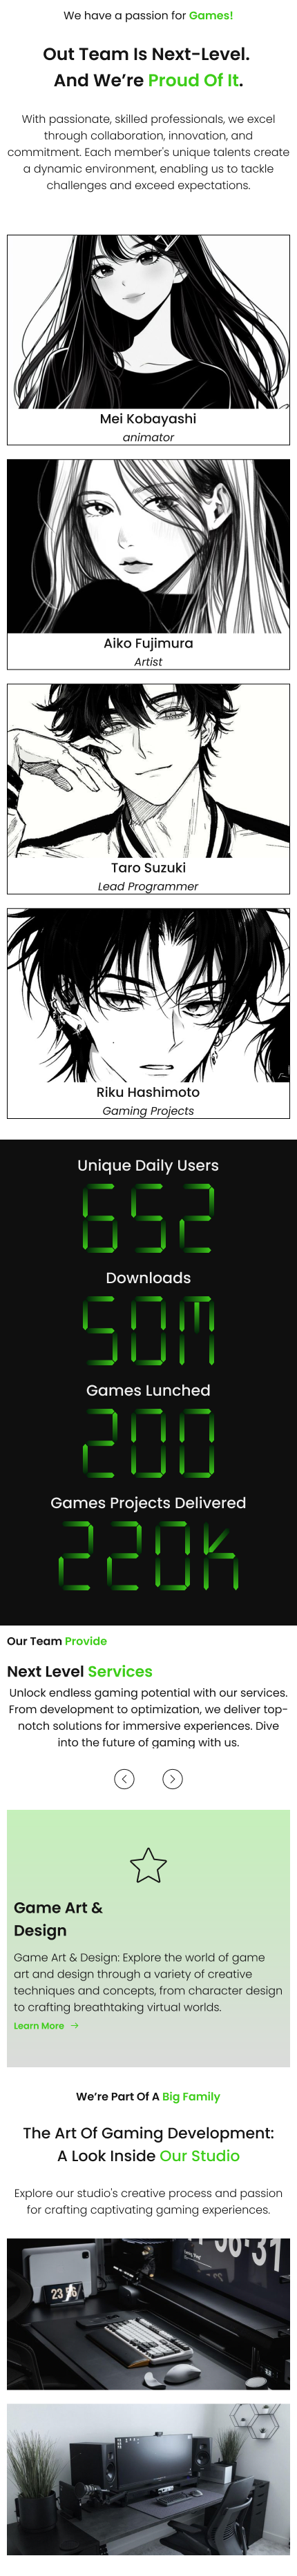 We have a passion for Games!
Out Team Is Next-Level.
And We're Proud Of It.
With passionate, skilled professionals, we excel
through collaboration, innovation, and
commitment. Each member's unique talents create
a dynamic environment, enabling us to tackle
challenges and exceed expectations.
Mei Kobayashi
animator
Aiko Fujimura
Artist
Taro Suzuki
Lead Programmer
Riku Hashimoto
Gaming Projects
Unique Daily Users
652
Downloads
50M
Games Lunched
200
Games Projects Delivered
220K
Our Team Provide
Next Level Services
Unlock endless gaming potential with our services.
From development to optimization, we deliver top-
notch solutions for immersive experiences. Dive
into the future of gaming with us.
Game Art &
Design
Game Art & Design: Explore the world of game
art and design through a variety of creative
techniques and concepts, from character design
to crafting breathtaking virtual worlds.
Learn More →
We're Part Of A Big Family
The Art Of Gaming Development:
A Look Inside Our Studio
Explore our studio's creative process and passion
for crafting captivating gaming experiences.